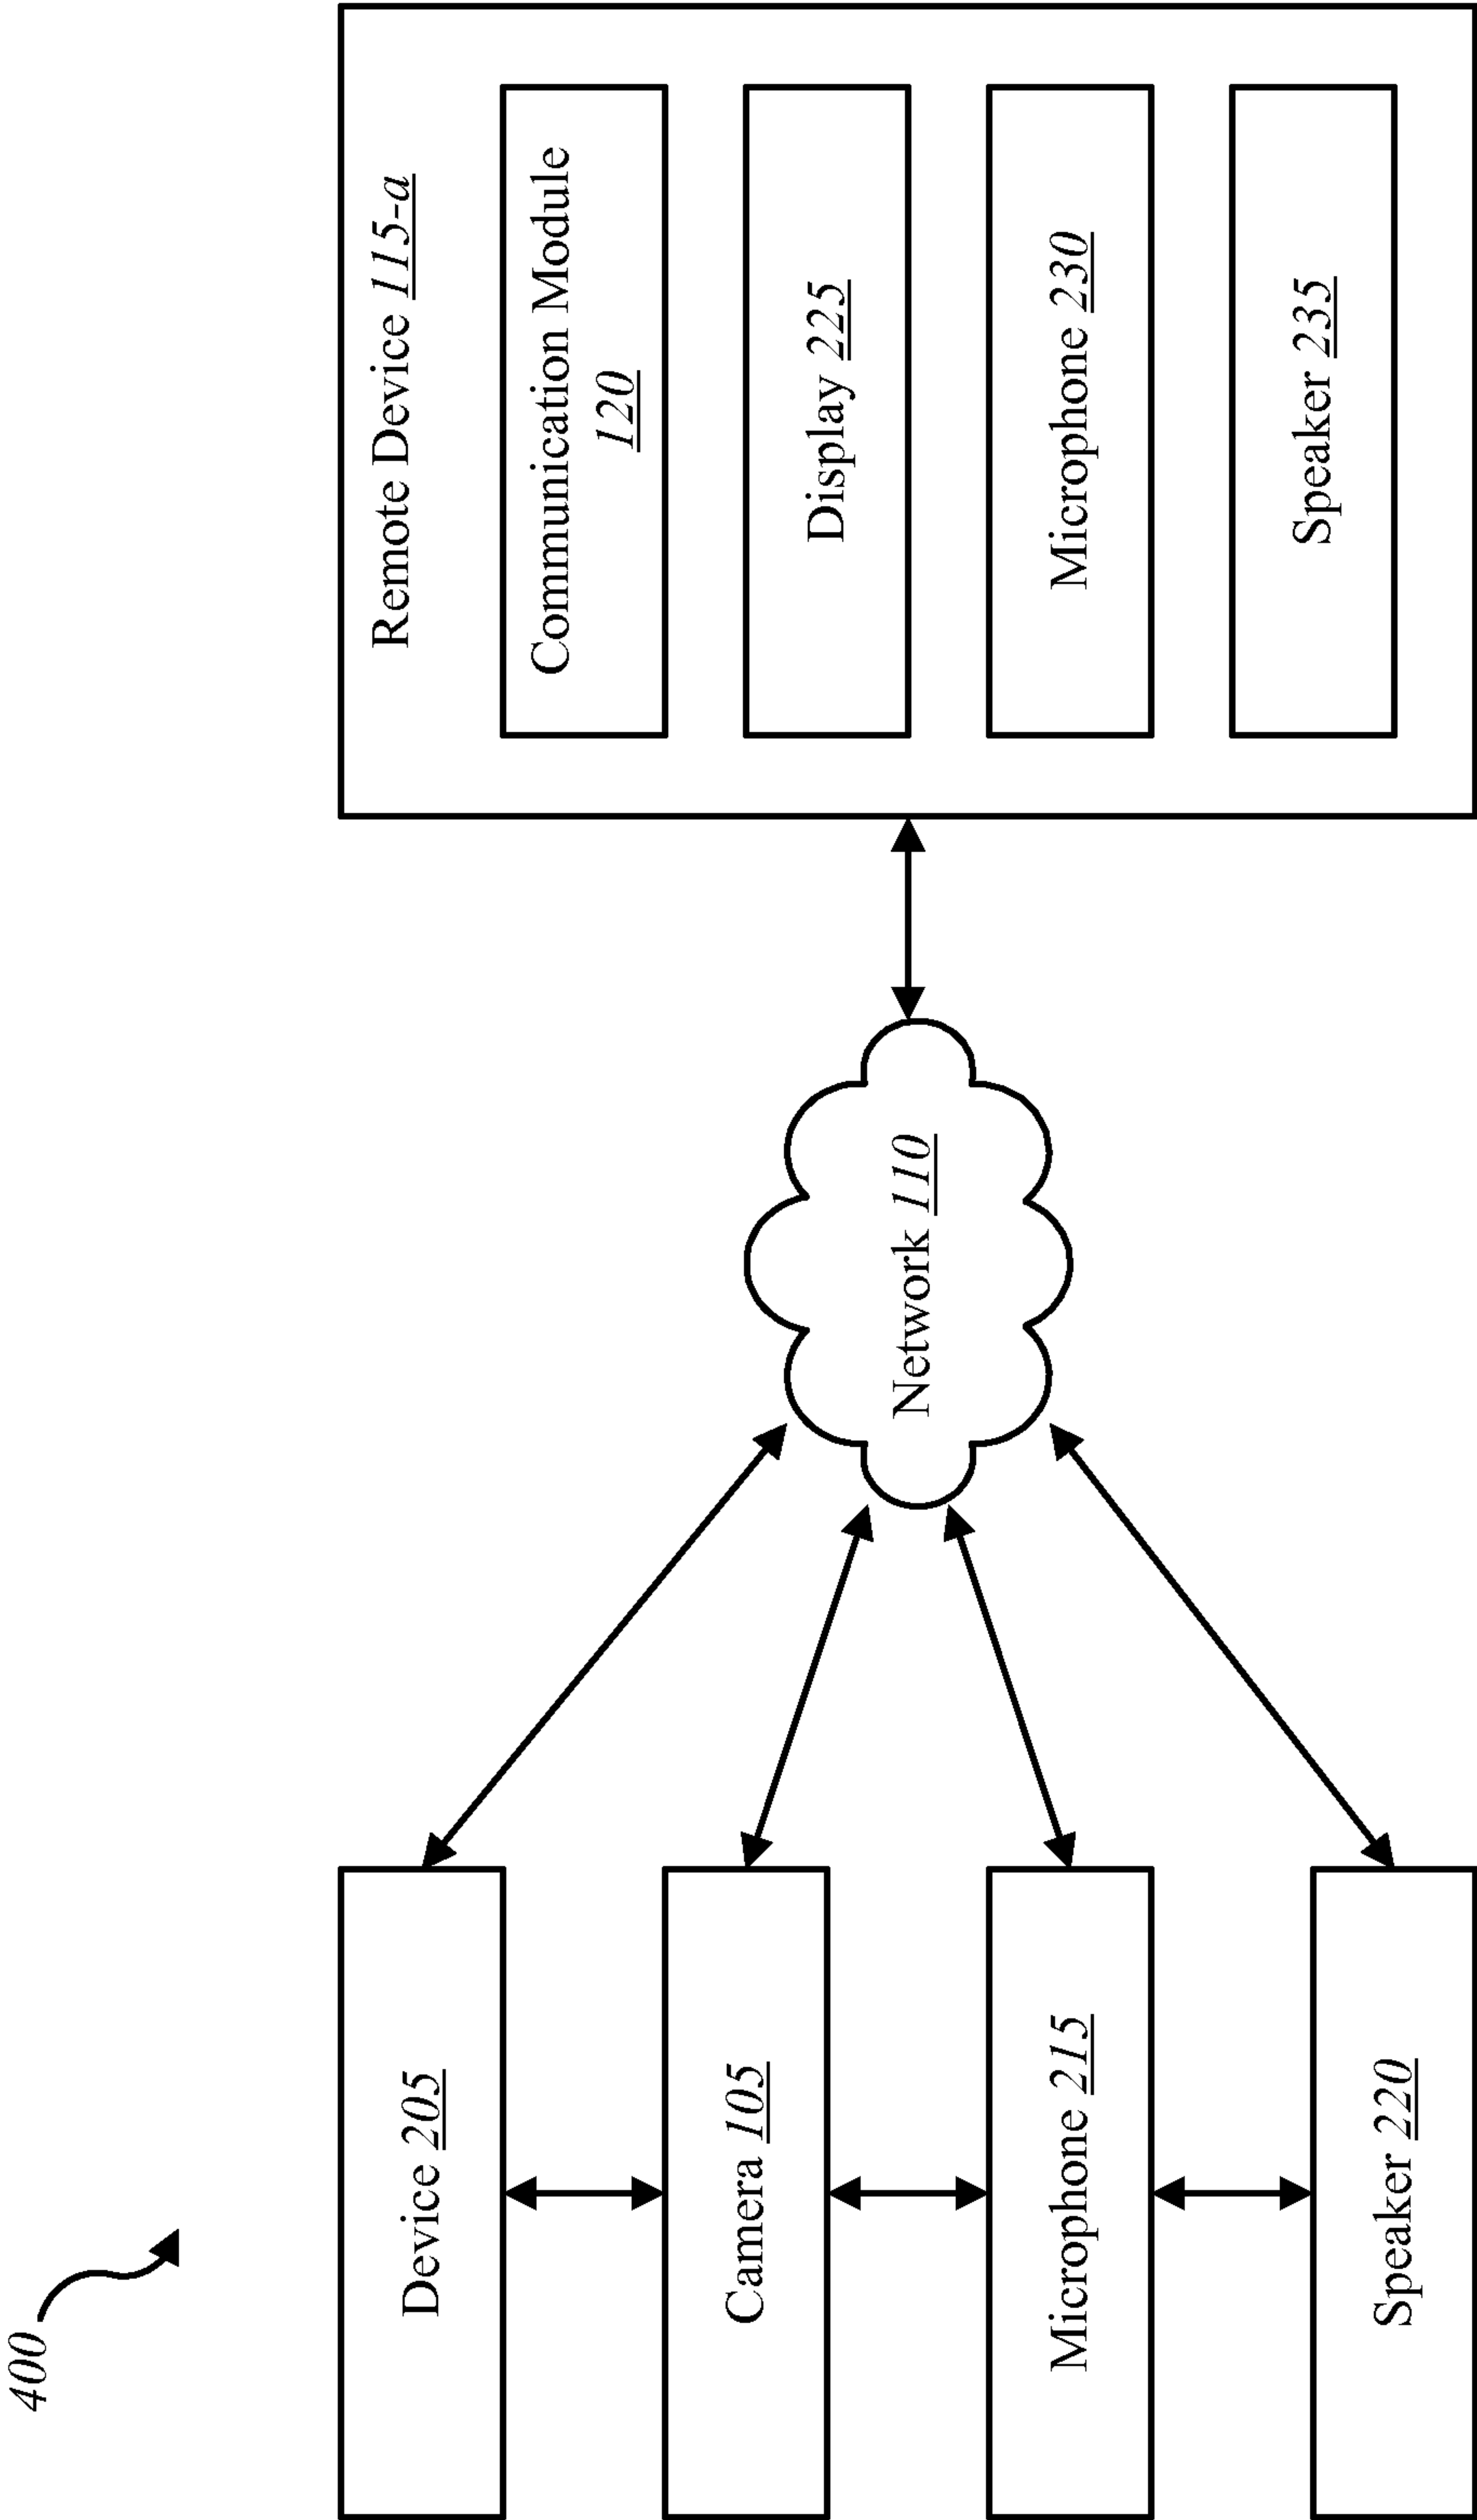 400
Device 205
Camera 105
Microphone 215
Speaker 220
Network 110
Remote Device 115-a
Communication Module
120
Display 225
Microphone 230
Speaker 235